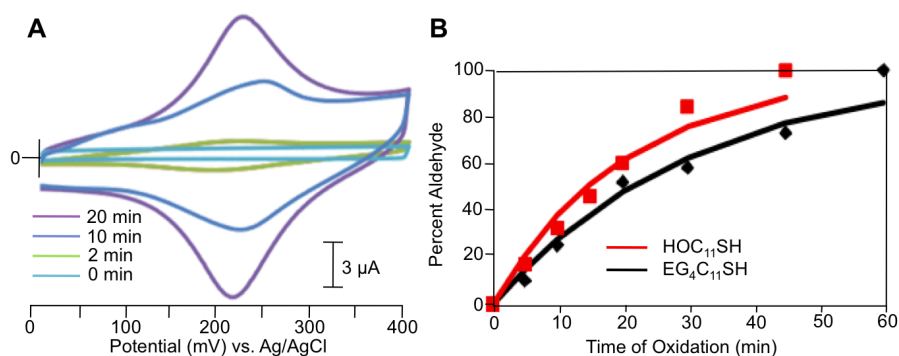 A
0
20 min
10 min
2 min
0 min
3 μA
0 100 200 300 400
Potential (mV) vs. Ag/AgCl
B
Percent Aldehyde
100
80
60
40
20
0
HOC₁₁SH
EG₄C₁₁SH
0 10 20 30 40 50 60
Time of Oxidation (min)